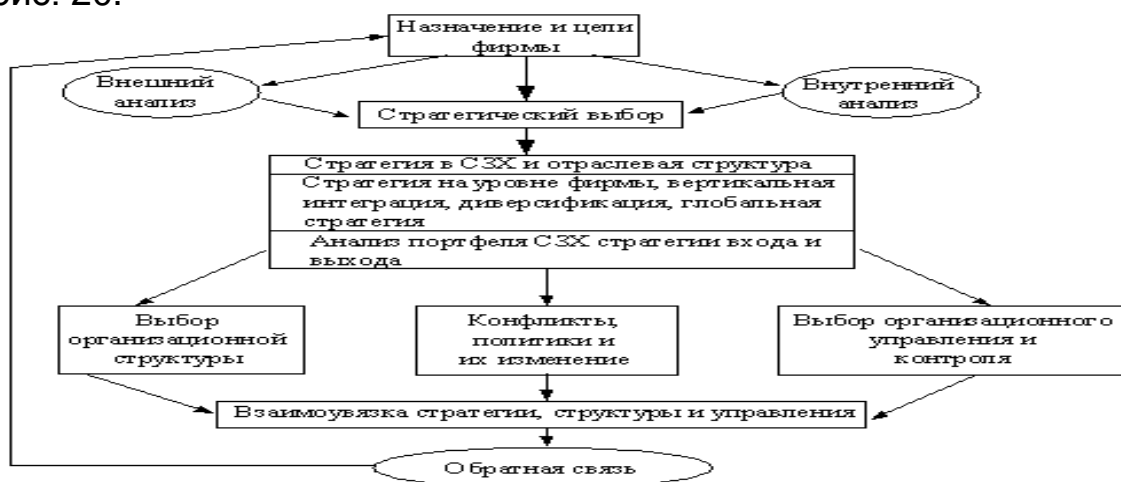 рис. 20.
Назначение и цели
фирмы
Внешний
анализ
Внутренний
анализ
Стратегический выбор
Стратегия в СЗХ и отраслевая структура
Стратегия на уровне фирмы, вертикальная
интеграция, диверсификация, глобальная
стратегия
Анализ портфеля СЗХ стратегии входа и
выхода
Выбор
организационной
структуры
Конфликты,
политики и
их изменение
Выбор организационного
управления и
контроля
Взаимоувязка стратегии, структуры и управления
Обратная связь